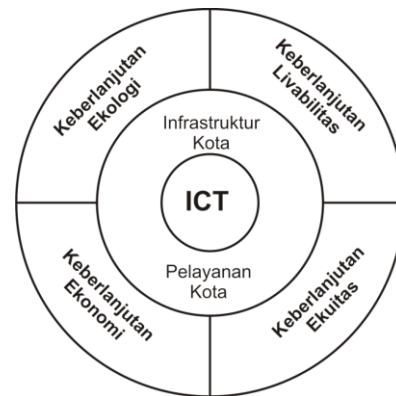 Keberlanjutan
Ekologi
Keberlanjutan
Livabilitas
Infrastruktur
Kota
ICT
Pelayanan
Kota
Keberlanjutan
Ekonomi
Keberlanjutan
Ekuitas